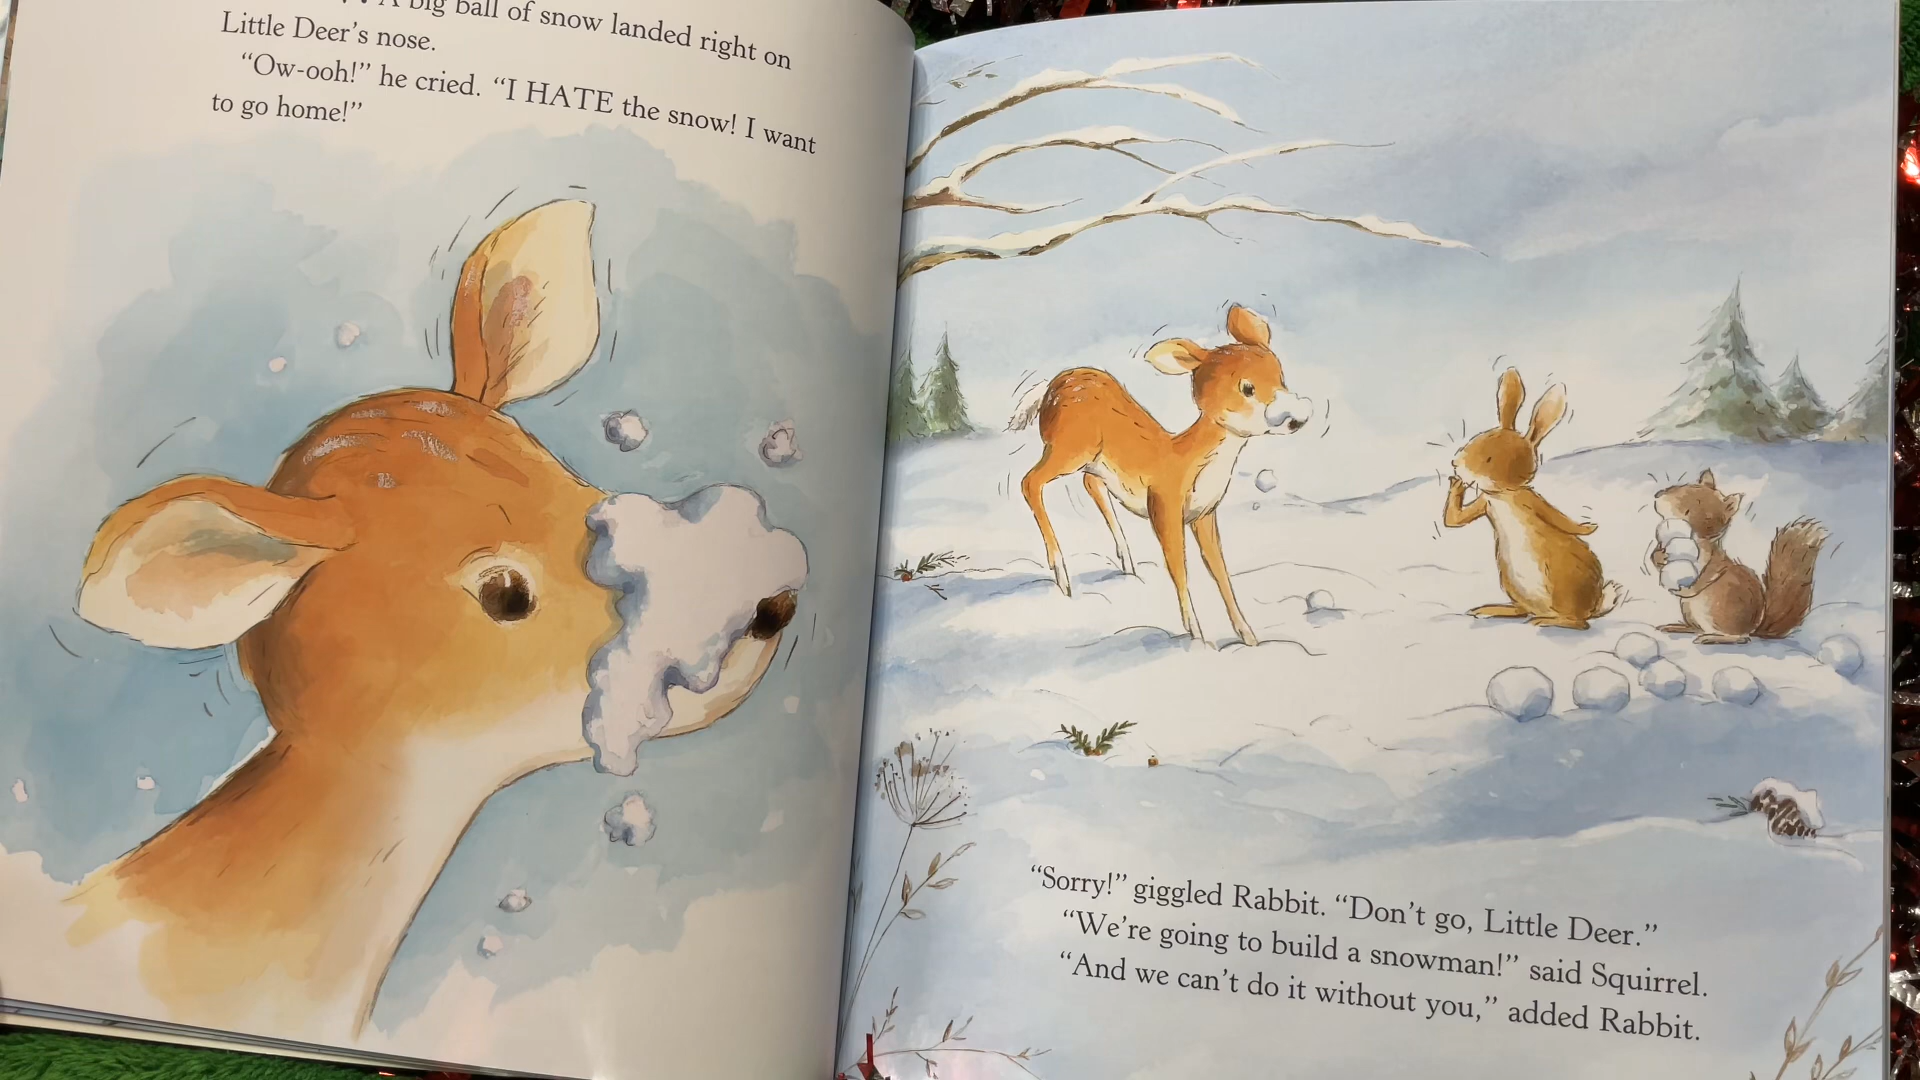 A big ball of snow landed right on
Little Deer's nose.
“Ow-ooh!” he cried. “I HATE the snow! I want
to go home!”
“Sorry!” giggled Rabbit. “Don't go, Little Deer.”
“We're going to build a snowman!” said Squirrel.
“And we can't do it without you,” added Rabbit.